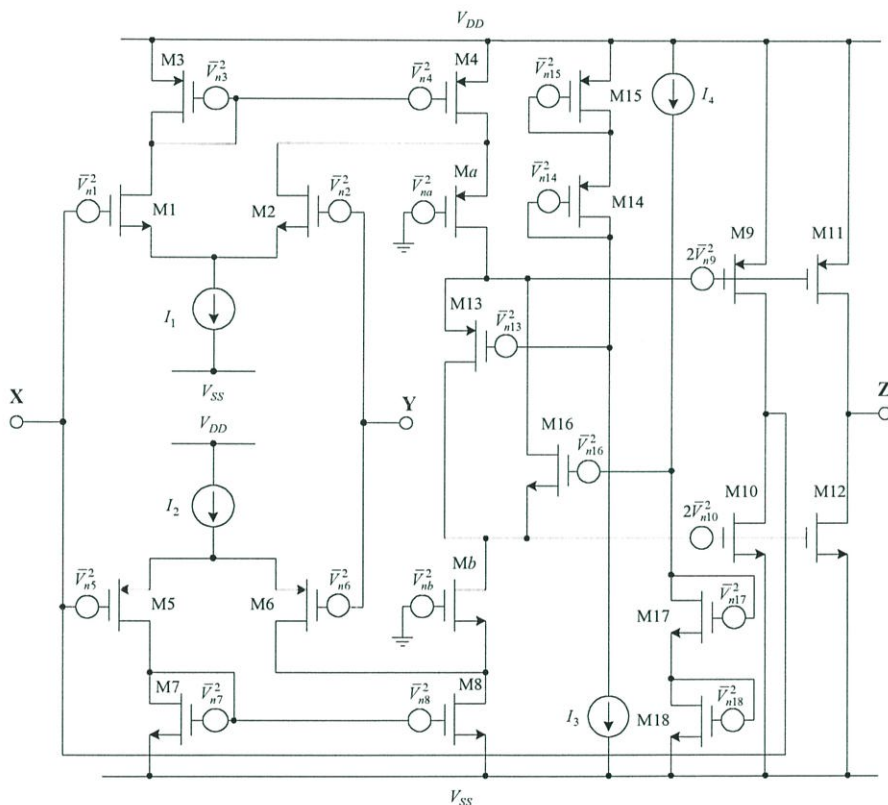 V_DD
M3
V̄²_n3
V̄²_n4
M4
V̄²_n15
M15
I_4
V̄²_n1
M1
M2
V̄²_n2
V̄²_na
Ma
V̄²_n14
M14
M9
M11
2V̄²_n9
I_1
M13
V̄²_n13
V_SS
X
Y
Z
V_DD
M16
V̄²_n16
I_2
M10
M12
2V̄²_n10
V̄²_n5
M5
M6
V̄²_n6
V̄²_nb
Mb
M17
V̄²_n17
M7
V̄²_n7
V̄²_n8
M8
I_3
M18
V̄²_n18
V_SS